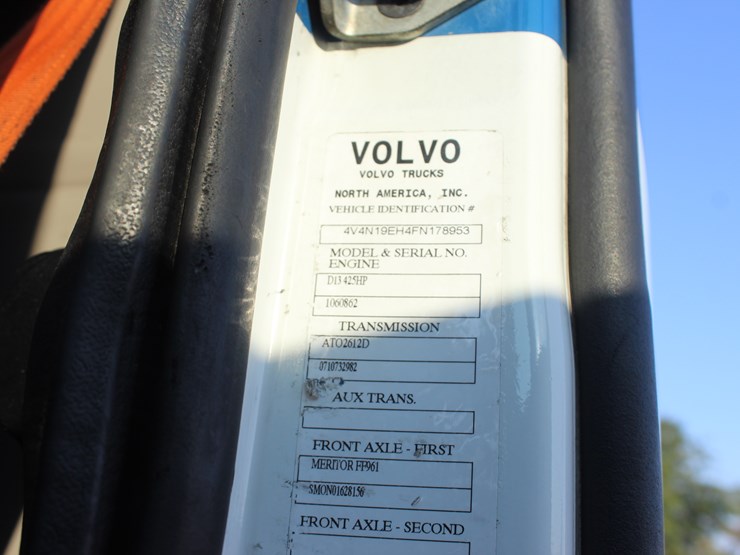 VOLVO
VOLVO TRUCKS
NORTH AMERICA, INC.
VEHICLE IDENTIFICATION #
4V4N19EH4FN178953
MODEL & SERIAL NO.
ENGINE
D13 425HP
1060862
TRANSMISSION
ATO2612D
0710732982
AUX TRANS.
FRONT AXLE - FIRST
MERITOR FF961
SMON01628156
FRONT AXLE - SECOND